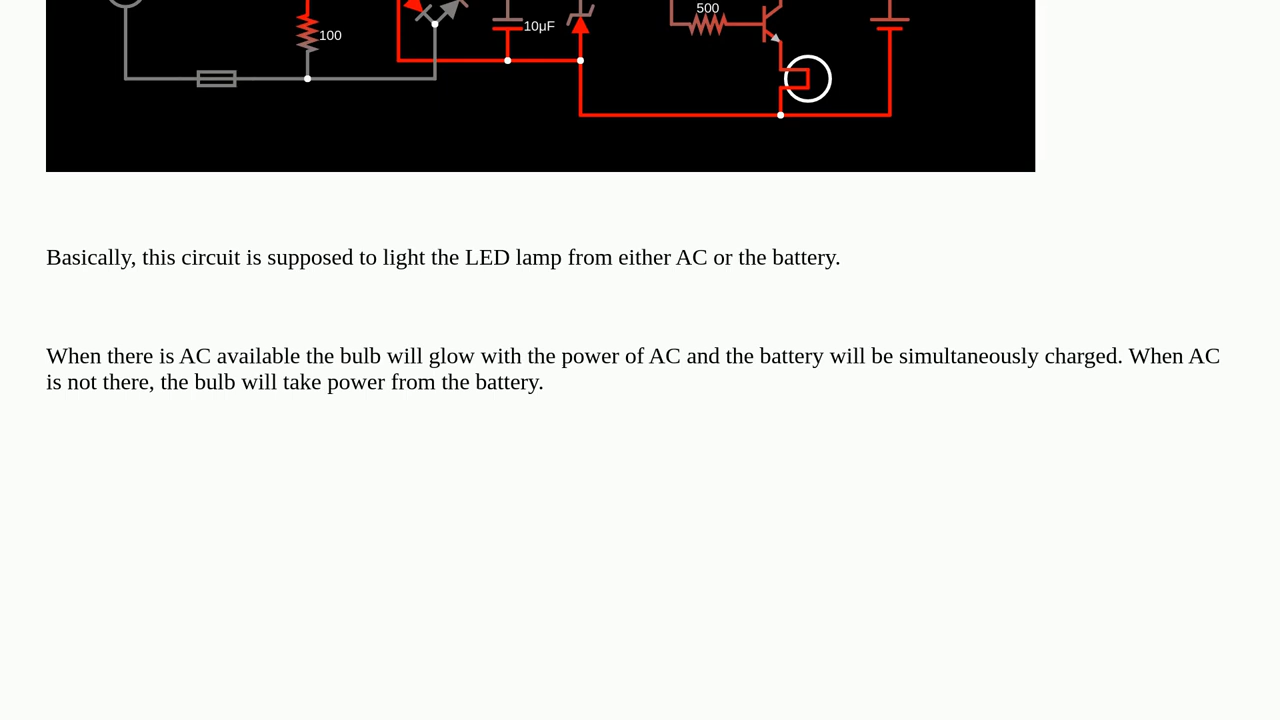 500
100
10μF
Basically, this circuit is supposed to light the LED lamp from either AC or the battery.
When there is AC available the bulb will glow with the power of AC and the battery will be simultaneously charged. When AC
is not there, the bulb will take power from the battery.